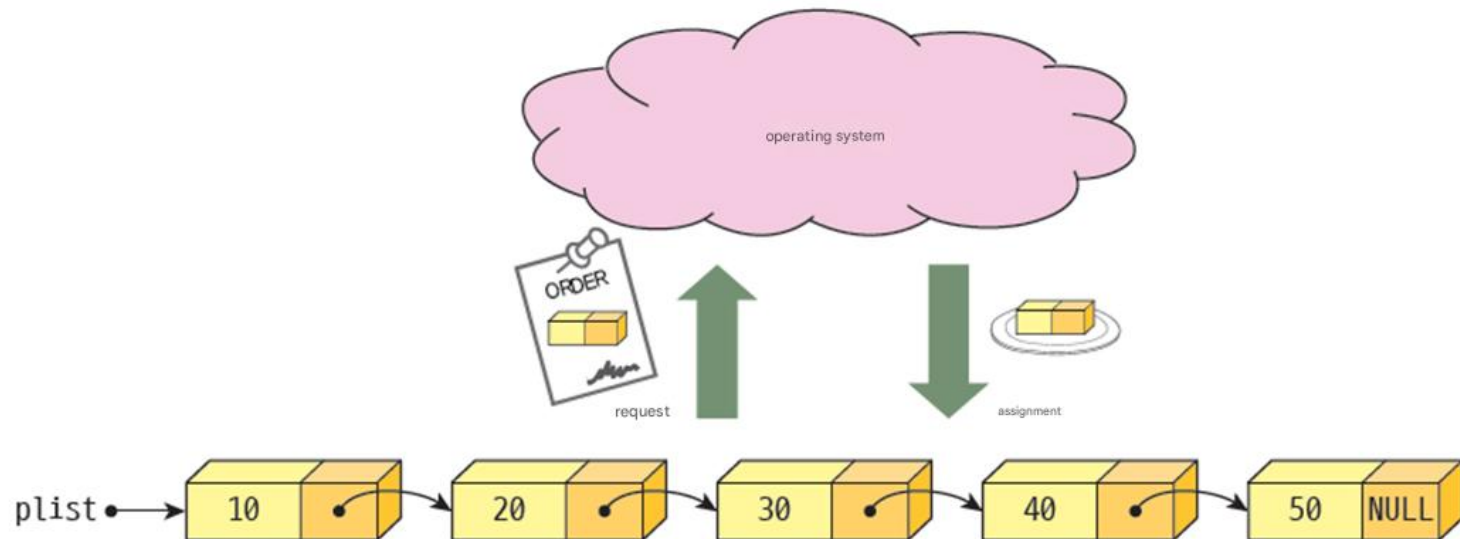 operating system
ORDER
request
assignment
plist 10 20 30 40 50 NULL